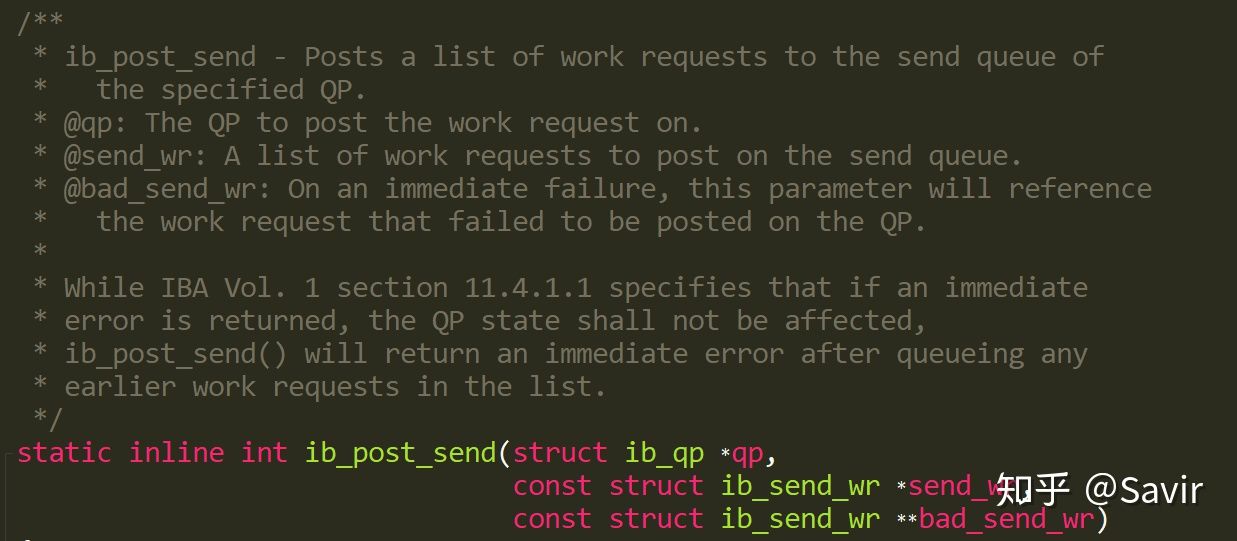 /**
 * ib_post_send - Posts a list of work requests to the send queue of
 *   the specified QP.
 * @qp: The QP to post the work request on.
 * @send_wr: A list of work requests to post on the send queue.
 * @bad_send_wr: On an immediate failure, this parameter will reference
 *   the work request that failed to be posted on the QP.
 *
 * While IBA Vol. 1 section 11.4.1.1 specifies that if an immediate
 * error is returned, the QP state shall not be affected,
 * ib_post_send() will return an immediate error after queueing any
 * earlier work requests in the list.
 */
static inline int ib_post_send(struct ib_qp *qp,
                               const struct ib_send_wr *send_wr,
                               const struct ib_send_wr **bad_send_wr)
知乎 @Savir